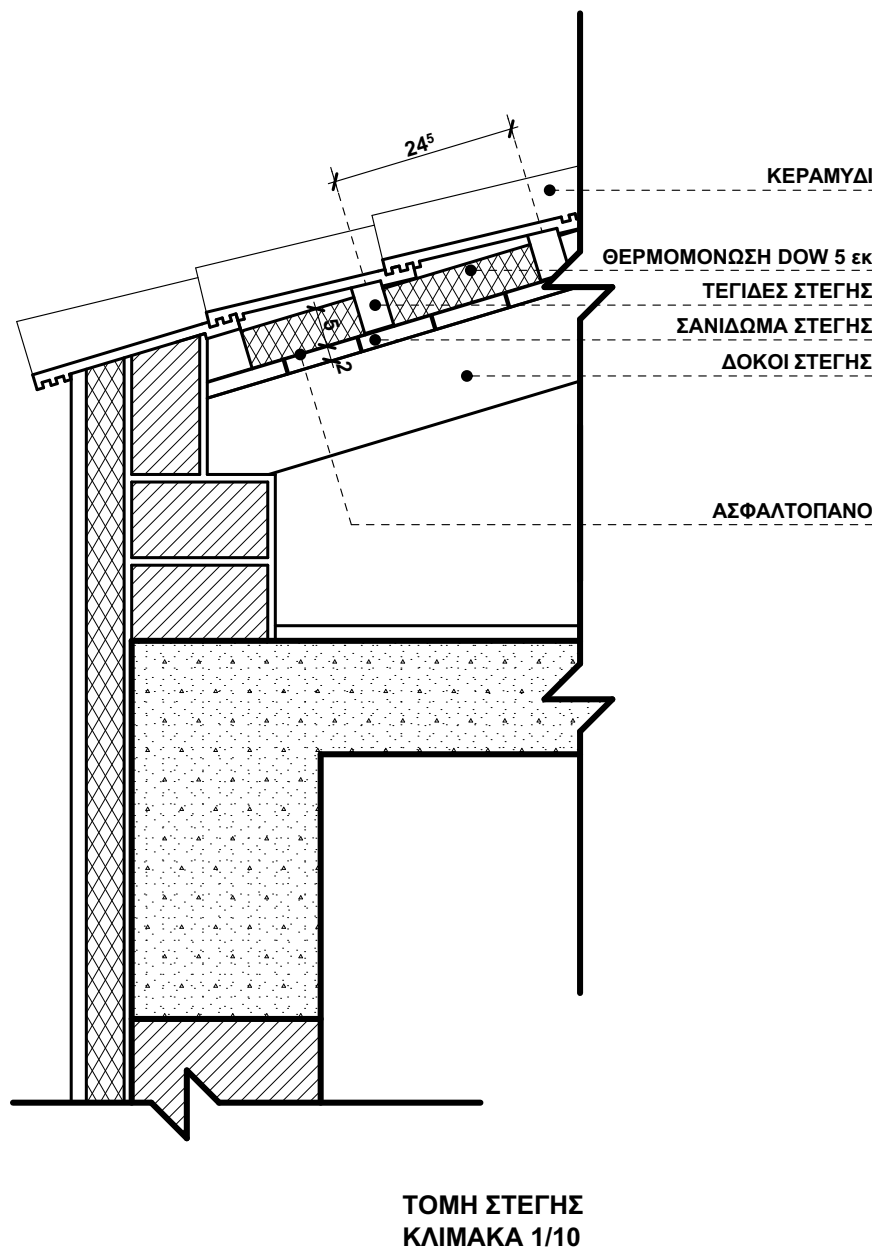 24⁵
ΚΕΡΑΜΥΔΙ
ΘΕΡΜΟΜΟΝΩΣΗ DOW 5 εκ
ΤΕΓΙΔΕΣ ΣΤΕΓΗΣ
ΣΑΝΙΔΩΜΑ ΣΤΕΓΗΣ
ΔΟΚΟΙ ΣΤΕΓΗΣ
5
2
ΑΣΦΑΛΤΟΠΑΝΟ
ΤΟΜΗ ΣΤΕΓΗΣ
ΚΛΙΜΑΚΑ 1/10